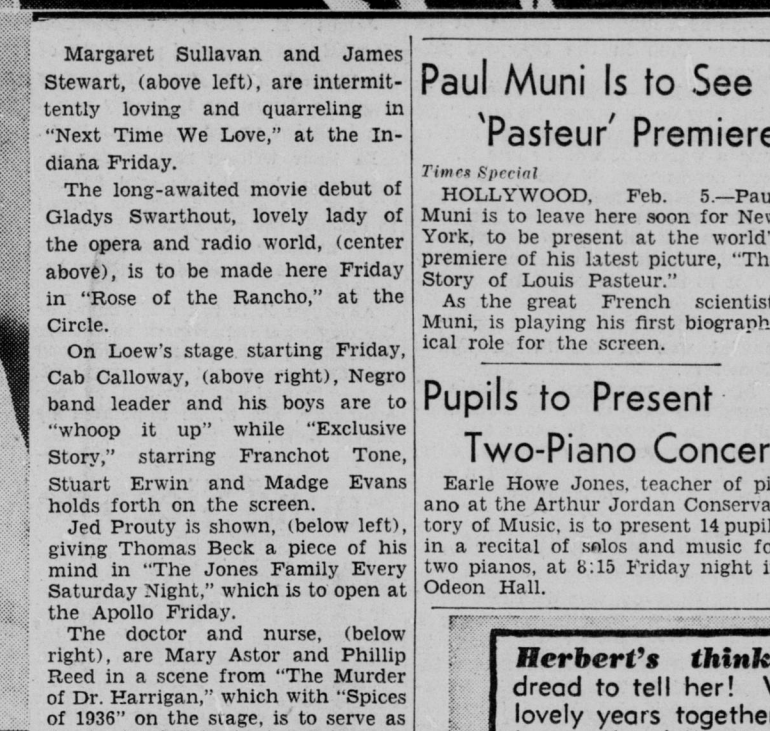 Margaret Sullavan and James
Stewart, (above left), are intermit-
tently loving and quarreling in
"Next Time We Love," at the In-
diana Friday.
The long-awaited movie debut of
Gladys Swarthout, lovely lady of
the opera and radio world, (center
above), is to be made here Friday
in "Rose of the Rancho," at the
Circle.
On Loew's stage starting Friday,
Cab Calloway, (above right), Negro
band leader and his boys are to
"whoop it up" while "Exclusive
Story," starring Franchot Tone,
Stuart Erwin and Madge Evans
holds forth on the screen.
Jed Prouty is shown, (below left),
giving Thomas Beck a piece of his
mind in "The Jones Family Every
Saturday Night," which is to open at
the Apollo Friday.
The doctor and nurse, (below
right), are Mary Astor and Phillip
Reed in a scene from "The Murder
of Dr. Harrigan," which with "Spices
of 1936" on the stage, is to serve as
Paul Muni Is to See
'Pasteur' Premiere
Times Special
HOLLYWOOD, Feb. 5.—Pau
Muni is to leave here soon for Nev
York, to be present at the world'
premiere of his latest picture, "Th
Story of Louis Pasteur."
As the great French scientist
Muni, is playing his first biograph
ical role for the screen.
Pupils to Present
Two-Piano Concer
Earle Howe Jones, teacher of pi
ano at the Arthur Jordan Conserva
tory of Music, is to present 14 pupil
in a recital of solos and music fo
two pianos, at 8:15 Friday night i
Odeon Hall.
Herbert's think
dread to tell her!
lovely years togethe